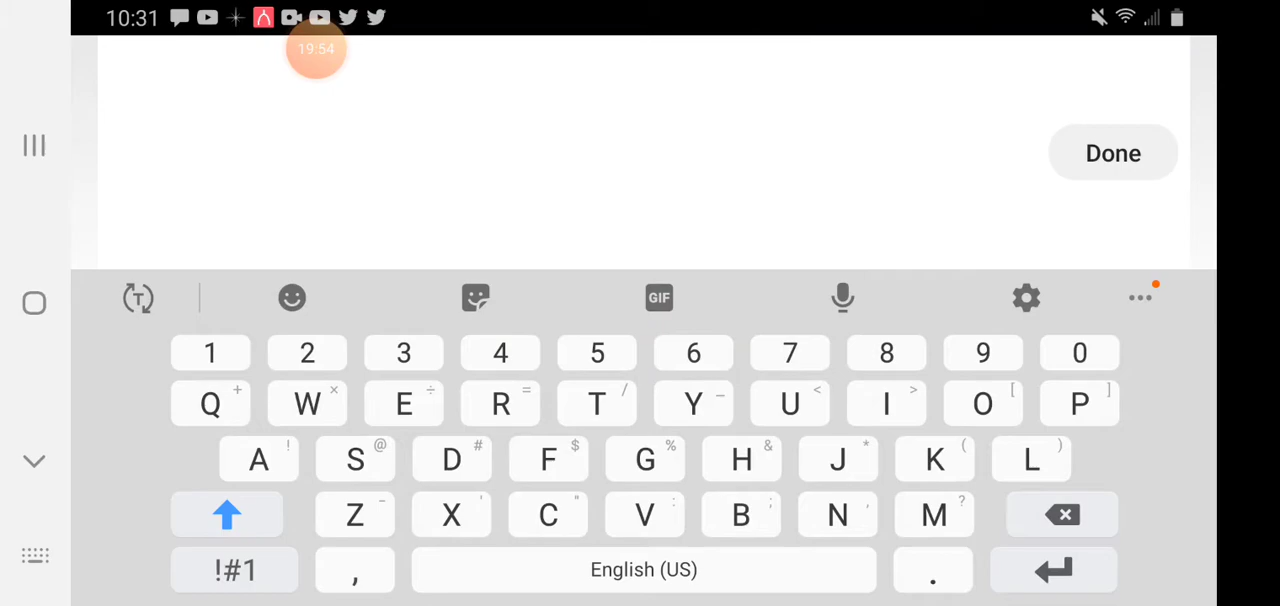 10:31
19:54
Done
T GIF
1 2 3 4 5 6 7 8 9 0
Q + W × E ÷ R = T / Y _ U < I > O [ P ]
A ! S @ D # F $ G % H & J * K ( L )
Z - X ' C " V : B ; N , M ?
!#1 , English (US) .